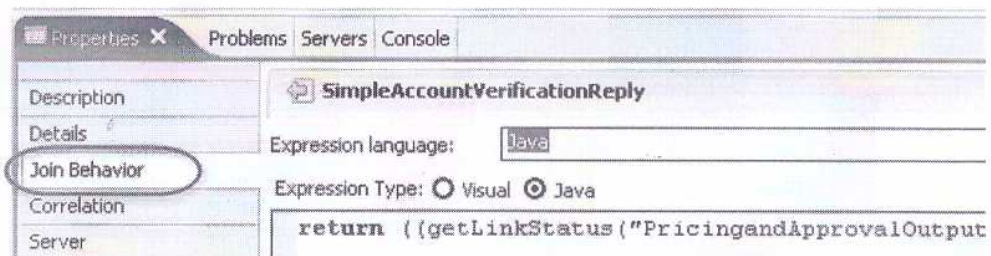 Properties X Problems Servers Console
Description
SimpleAccountVerificationReply
Details
Expression language: Java
Join Behavior
Expression Type: Visual Java
Correlation
return ((getLinkStatus("PricingandApprovalOutput
Server